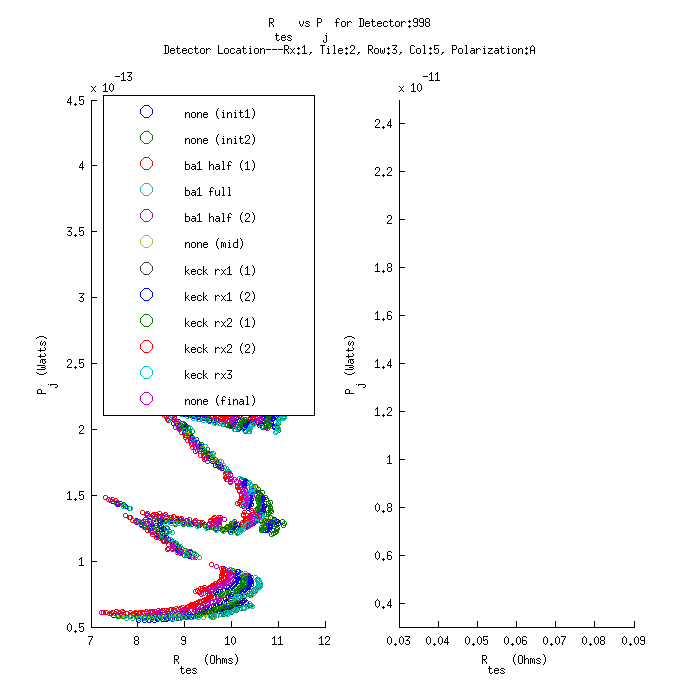 R tes vs P j for Detector:998
Detector Location---Rx:1, Tile:2, Row:3, Col:5, Polarization:A
x 10 -13
4.5
4
3.5
3
2.5
2
1.5
1
0.5
P j (Watts)
7 8 9 10 11 12
R tes (Ohms)
none (init1)
none (init2)
ba1 half (1)
ba1 full
ba1 half (2)
none (mid)
keck rx1 (1)
keck rx1 (2)
keck rx2 (1)
keck rx2 (2)
keck rx3
none (final)
x 10 -11
2.4
2.2
2
1.8
1.6
1.4
1.2
1
0.8
0.6
0.4
P j (Watts)
0.03 0.04 0.05 0.06 0.07 0.08 0.09
R tes (Ohms)